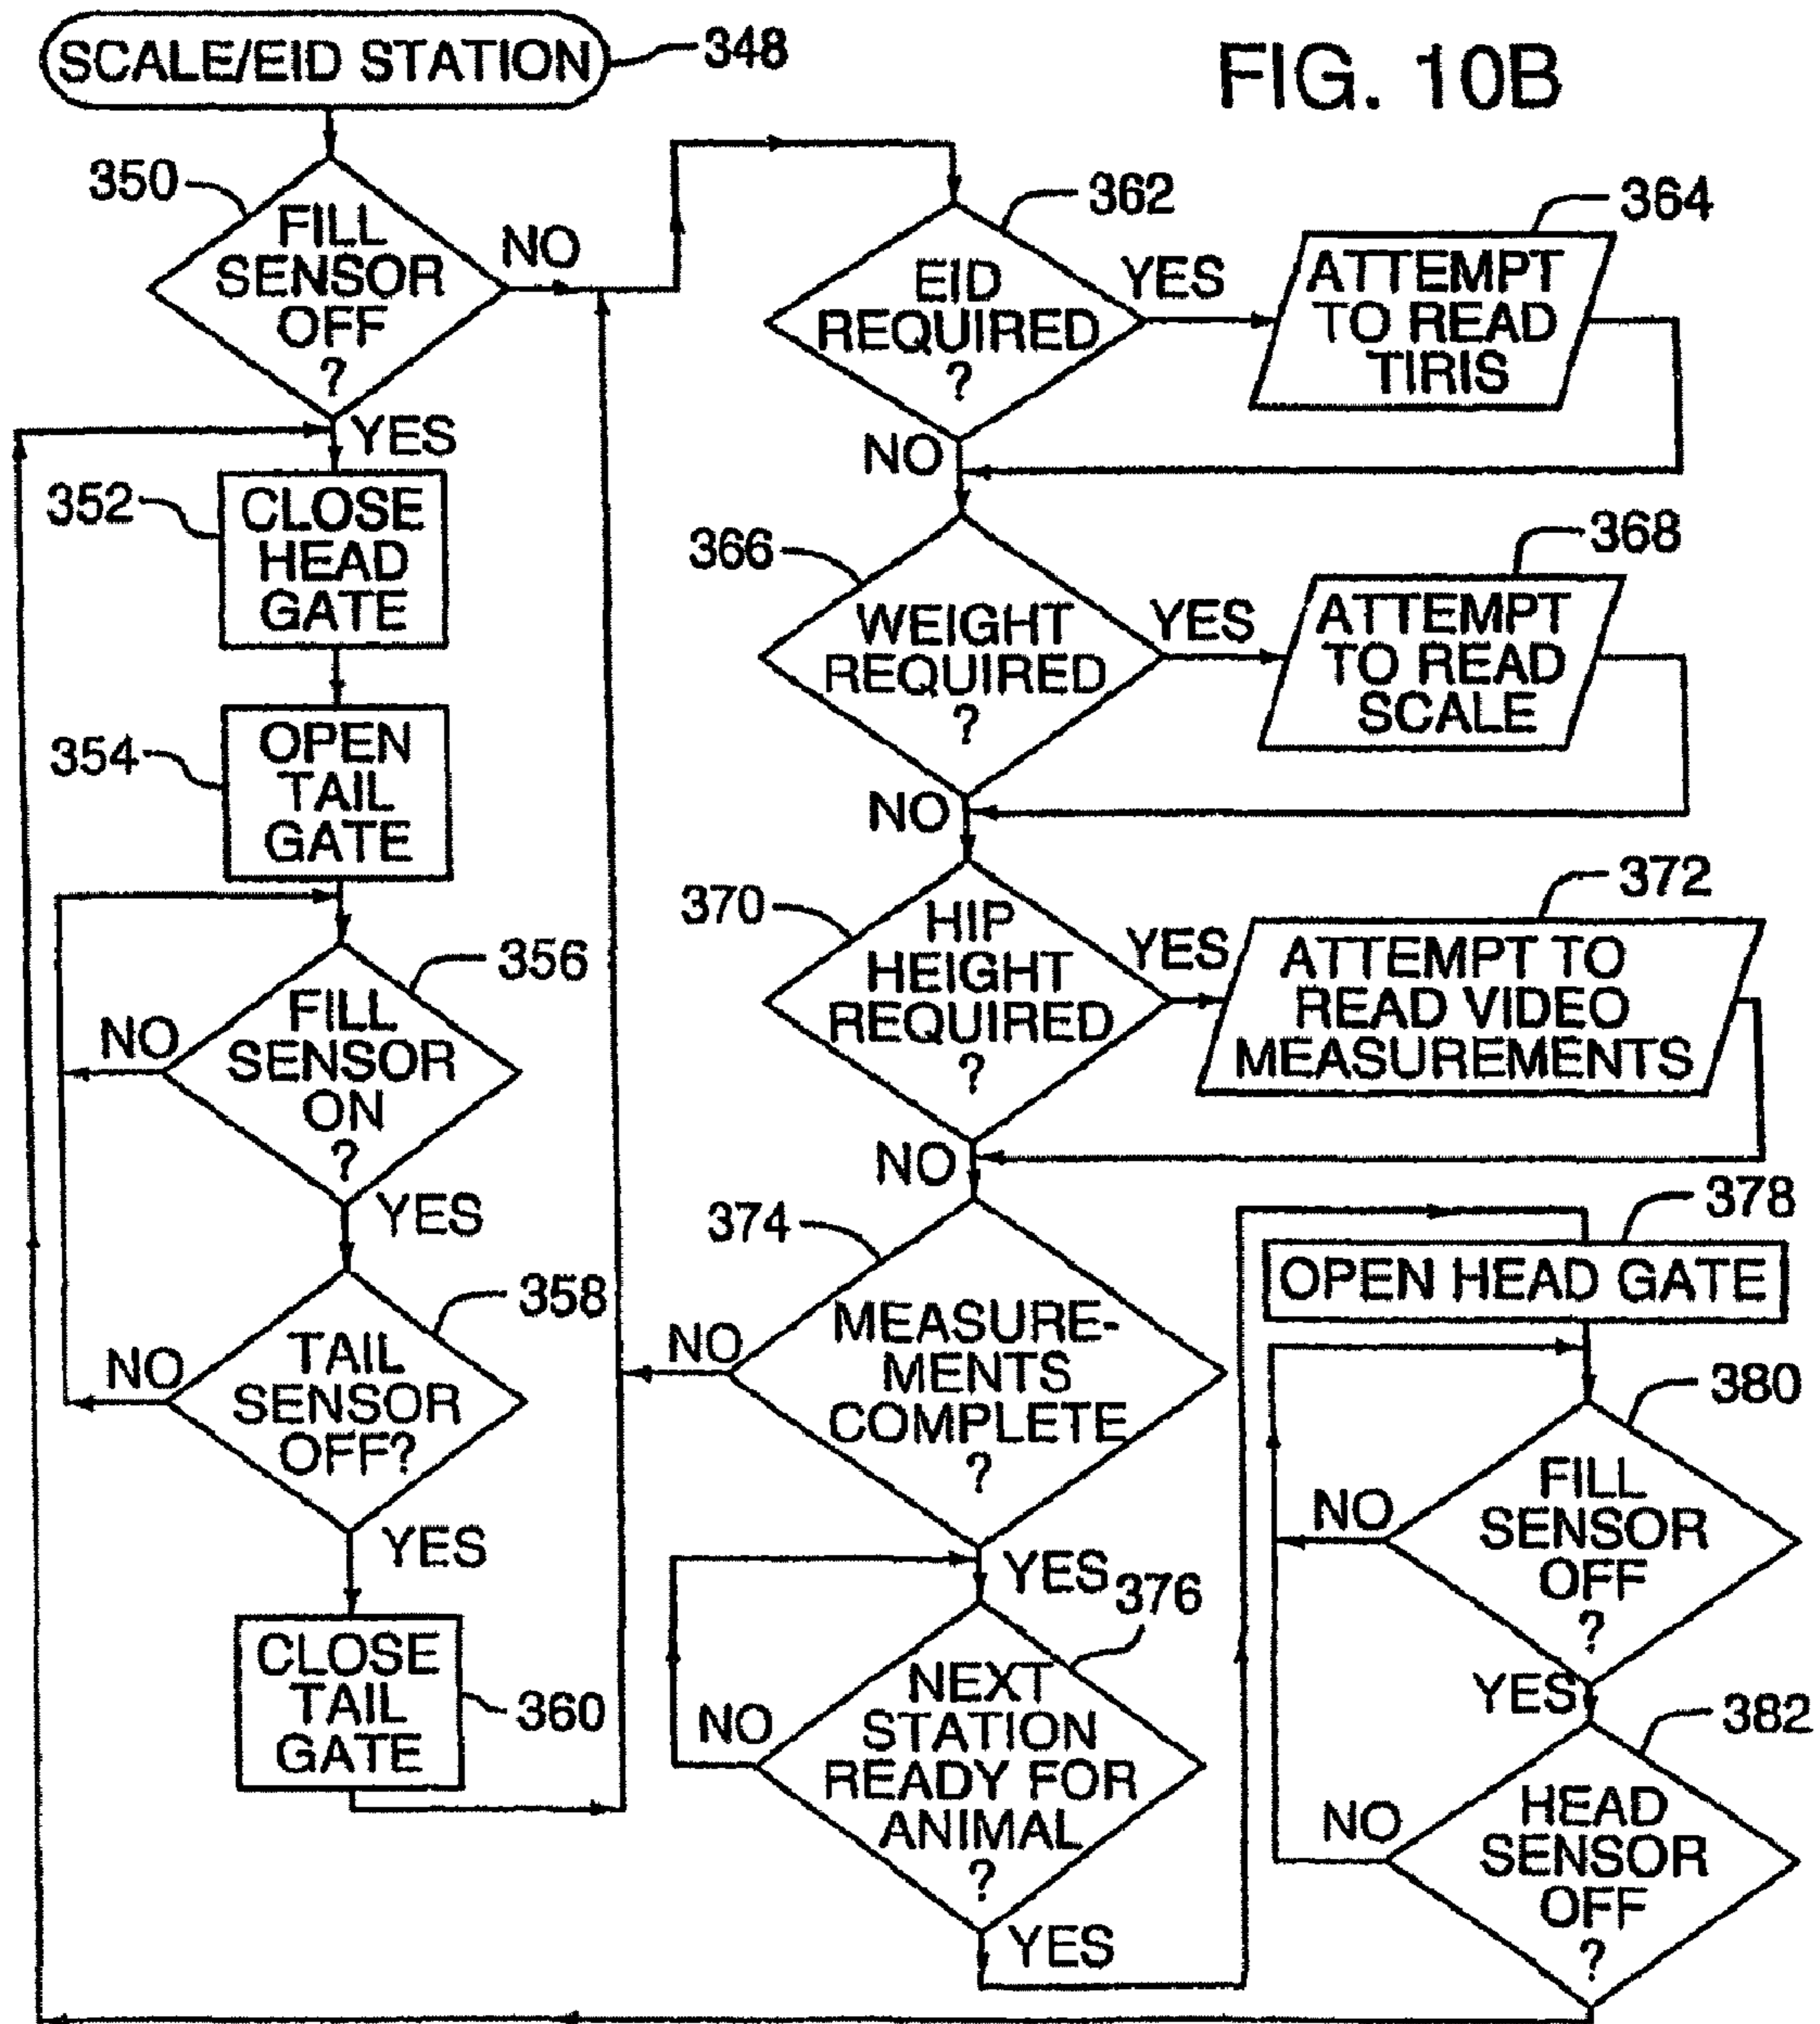 SCALE/EID STATION
348
FIG. 10B
350
FILL
SENSOR
OFF
?
NO
YES
352
CLOSE
HEAD
GATE
354
OPEN
TAIL
GATE
356
FILL
SENSOR
ON
?
NO
YES
358
TAIL
SENSOR
OFF?
NO
YES
CLOSE
TAIL
GATE
360
362
EID
REQUIRED
?
YES
NO
364
ATTEMPT
TO READ
TIRIS
366
WEIGHT
REQUIRED
?
YES
NO
368
ATTEMPT
TO READ
SCALE
370
HIP
HEIGHT
REQUIRED
?
YES
NO
372
ATTEMPT TO
READ VIDEO
MEASUREMENTS
374
MEASURE-
MENTS
COMPLETE
?
NO
YES
376
NEXT
STATION
READY FOR
ANIMAL
?
NO
YES
378
OPEN HEAD GATE
380
FILL
SENSOR
OFF
?
NO
YES
382
HEAD
SENSOR
OFF
?
NO